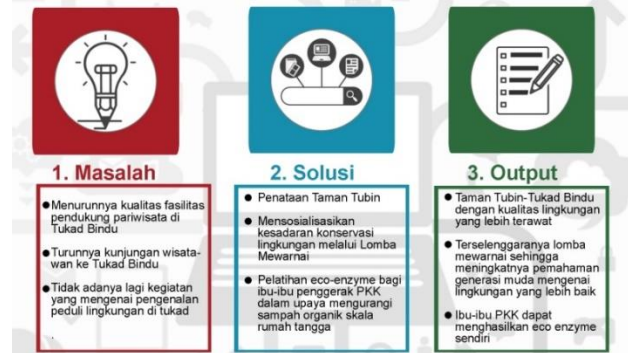 1. Masalah
●Menurunnya kualitas fasilitas
pendukung pariwisata di
Tukad Bindu
●Turunnya kunjungan wisata-
wan ke Tukad Bindu
●Tidak adanya lagi kegiatan
yang mengenai pengenalan
peduli lingkungan di tukad
.
2. Solusi
● Penataan Taman Tubin
● Mensosialisasikan
kesadaran konservasi
lingkungan melalui Lomba
Mewarnai
● Pelatihan eco-enzyme bagi
ibu-ibu penggerak PKK
dalam upaya mengurangi
sampah organik skala
rumah tangga
3. Output
● Taman Tubin-Tukad Bindu
dengan kualitas lingkungan
yang lebih terawat
● Terselenggaranya lomba
mewarnai sehingga
meningkatnya pemahaman
generasi muda mengenai
lingkungan yang lebih baik
● Ibu-ibu PKK dapat
menghasilkan eco enzyme
sendiri